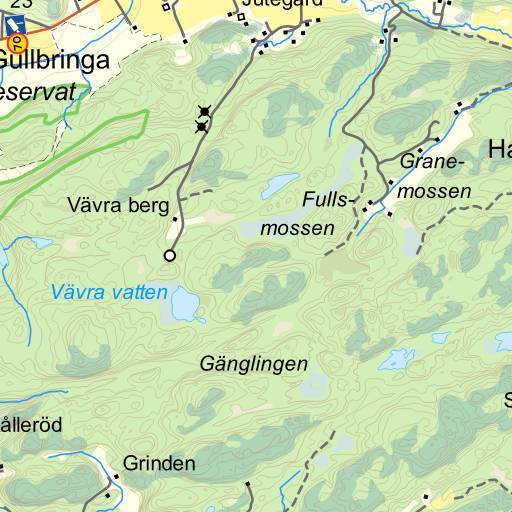 23
Jutegård
Gullbringa
eservat
Grane-
mossen
Ha
Vävra berg
Fulls-
mossen
Vävra vatten
Gänglingen
S
ålleröd
Grinden